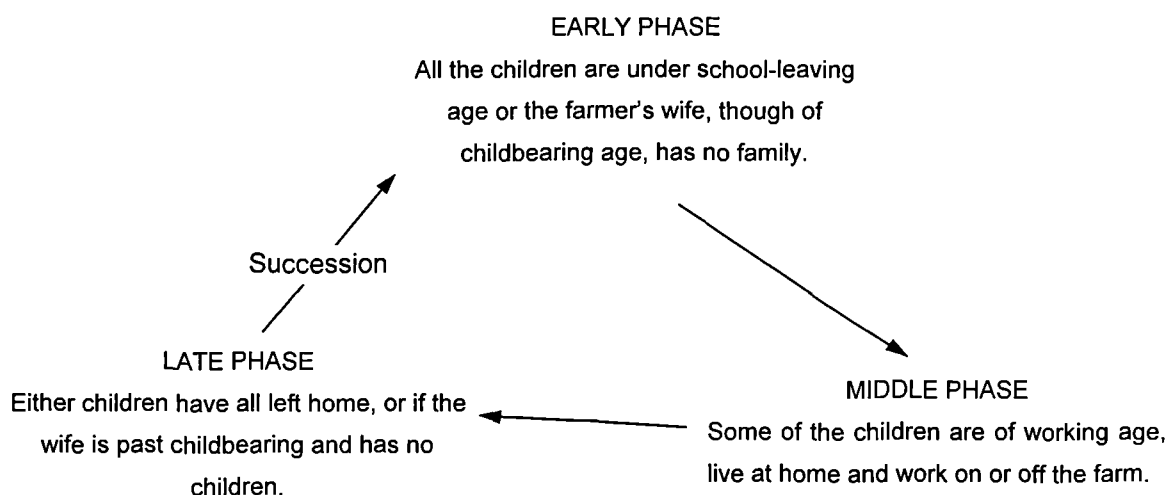 EARLY PHASE
All the children are under school-leaving
age or the farmer's wife, though of
childbearing age, has no family.
Succession
LATE PHASE
Either children have all left home, or if the
wife is past childbearing and has no
children.
MIDDLE PHASE
Some of the children are of working age,
live at home and work on or off the farm.